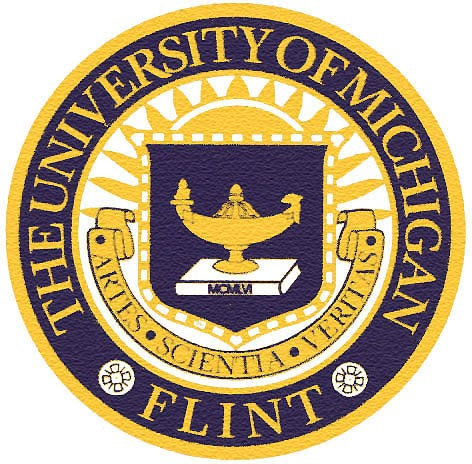 THE UNIVERSITY OF MICHIGAN
MCMLVI
ARTES • SCIENTIA • VERITAS
FLINT